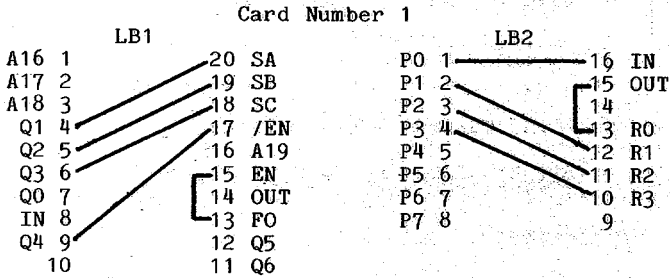 Card Number 1
LB1 LB2
A16 1 20 SA P0 1 16 IN
A17 2 19 SB P1 2 15 OUT
A18 3 18 SC P2 3 14
Q1 4 17 /EN P3 4 13 R0
Q2 5 16 A19 P4 5 12 R1
Q3 6 15 EN P5 6 11 R2
Q0 7 14 OUT P6 7 10 R3
IN 8 13 F0 P7 8 9
Q4 9 12 Q5
10 11 Q6